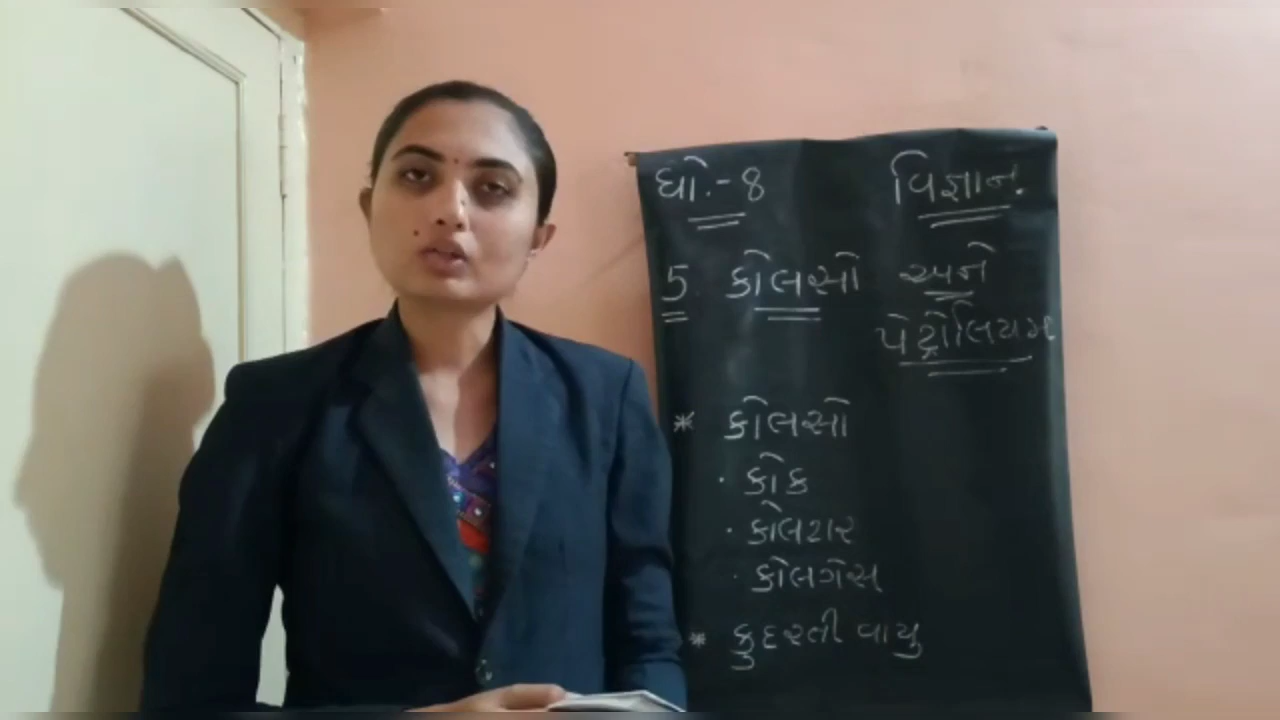 ધો.-8 વિજ્ઞાન.
5 કોલસો અને
પેટ્રોલિયમ
* કોલસો
· કોક
· કોલટાર
· કોલગેસ
* કુદરતી વાયુ